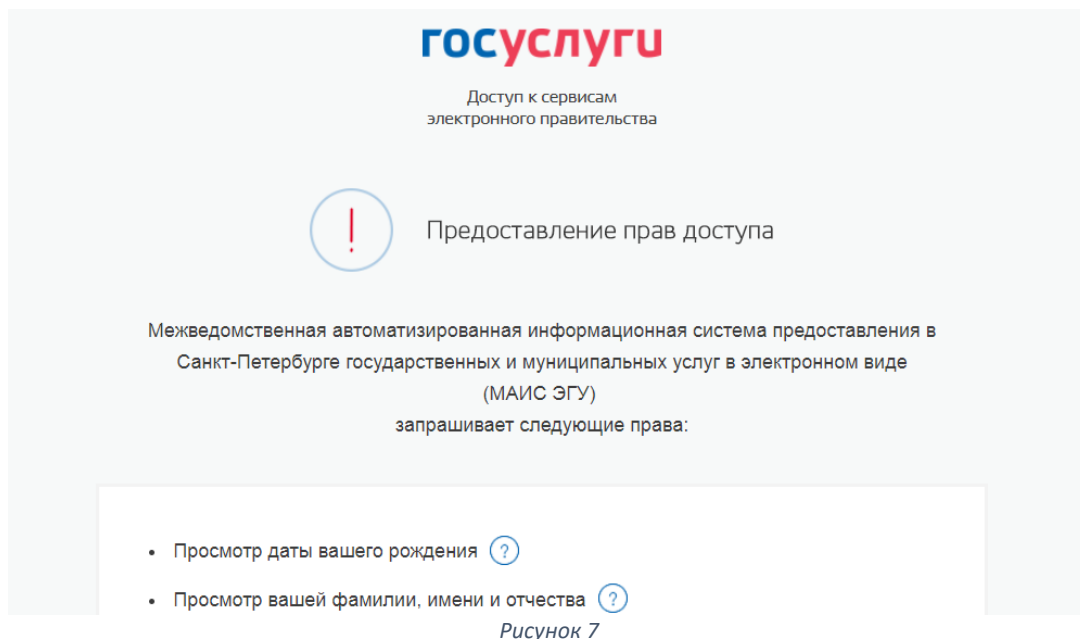 госуслуги
Доступ к сервисам
электронного правительства
!
Предоставление прав доступа
Межведомственная автоматизированная информационная система предоставления в
Санкт-Петербурге государственных и муниципальных услуг в электронном виде
(МАИС ЭГУ)
запрашивает следующие права:
• Просмотр даты вашего рождения ?
• Просмотр вашей фамилии, имени и отчества ?
Рисунок 7